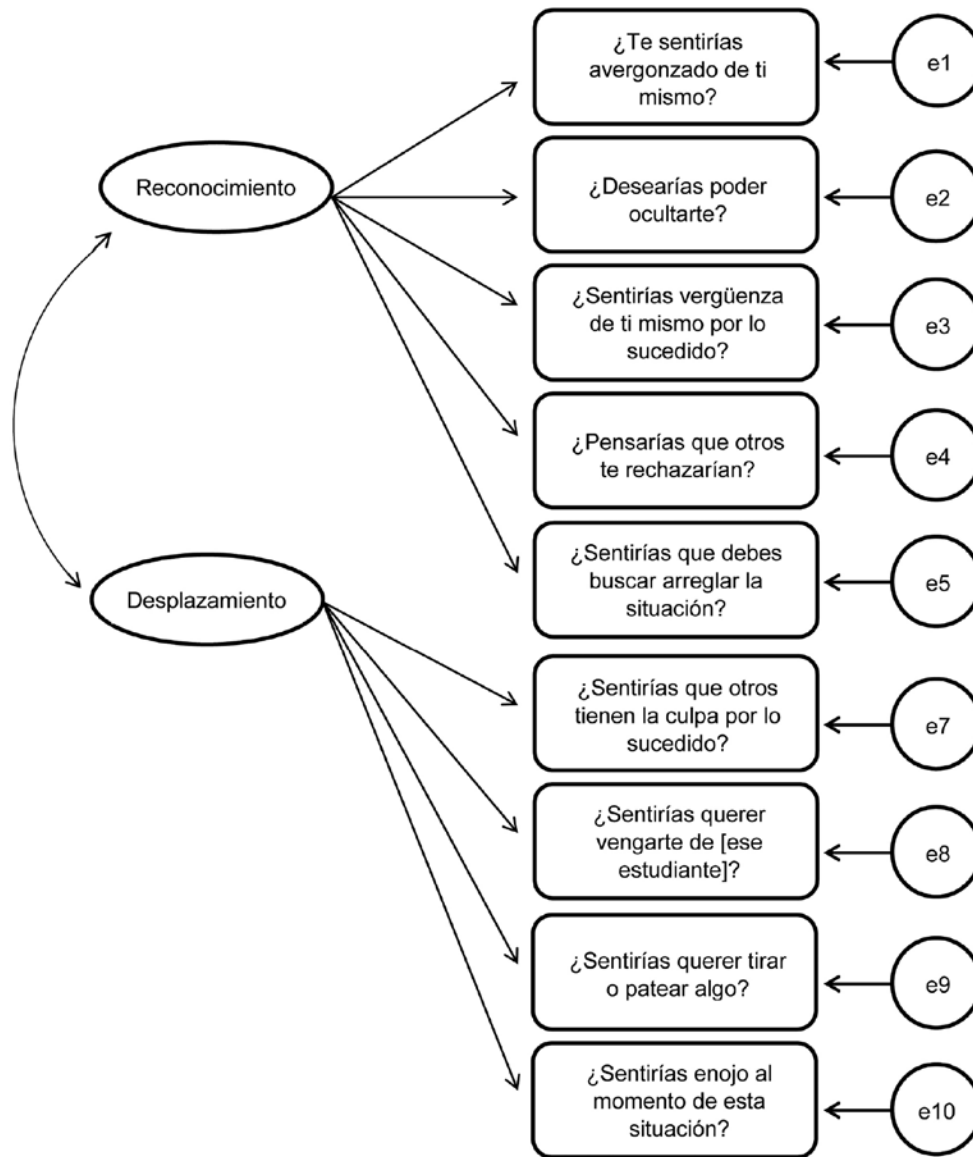 ¿Te sentirías
avergonzado de ti
mismo?
e1
Reconocimiento
¿Desearías poder
ocultarte?
e2
¿Sentirías vergüenza
de ti mismo por lo
sucedido?
e3
¿Pensarías que otros
te rechazarían?
e4
¿Sentirías que debes
buscar arreglar la
situación?
e5
Desplazamiento
¿Sentirías que otros
tienen la culpa por lo
sucedido?
e7
¿Sentirías querer
vengarte de [ese
estudiante]?
e8
¿Sentirías querer tirar
o patear algo?
e9
¿Sentirías enojo al
momento de esta
situación?
e10